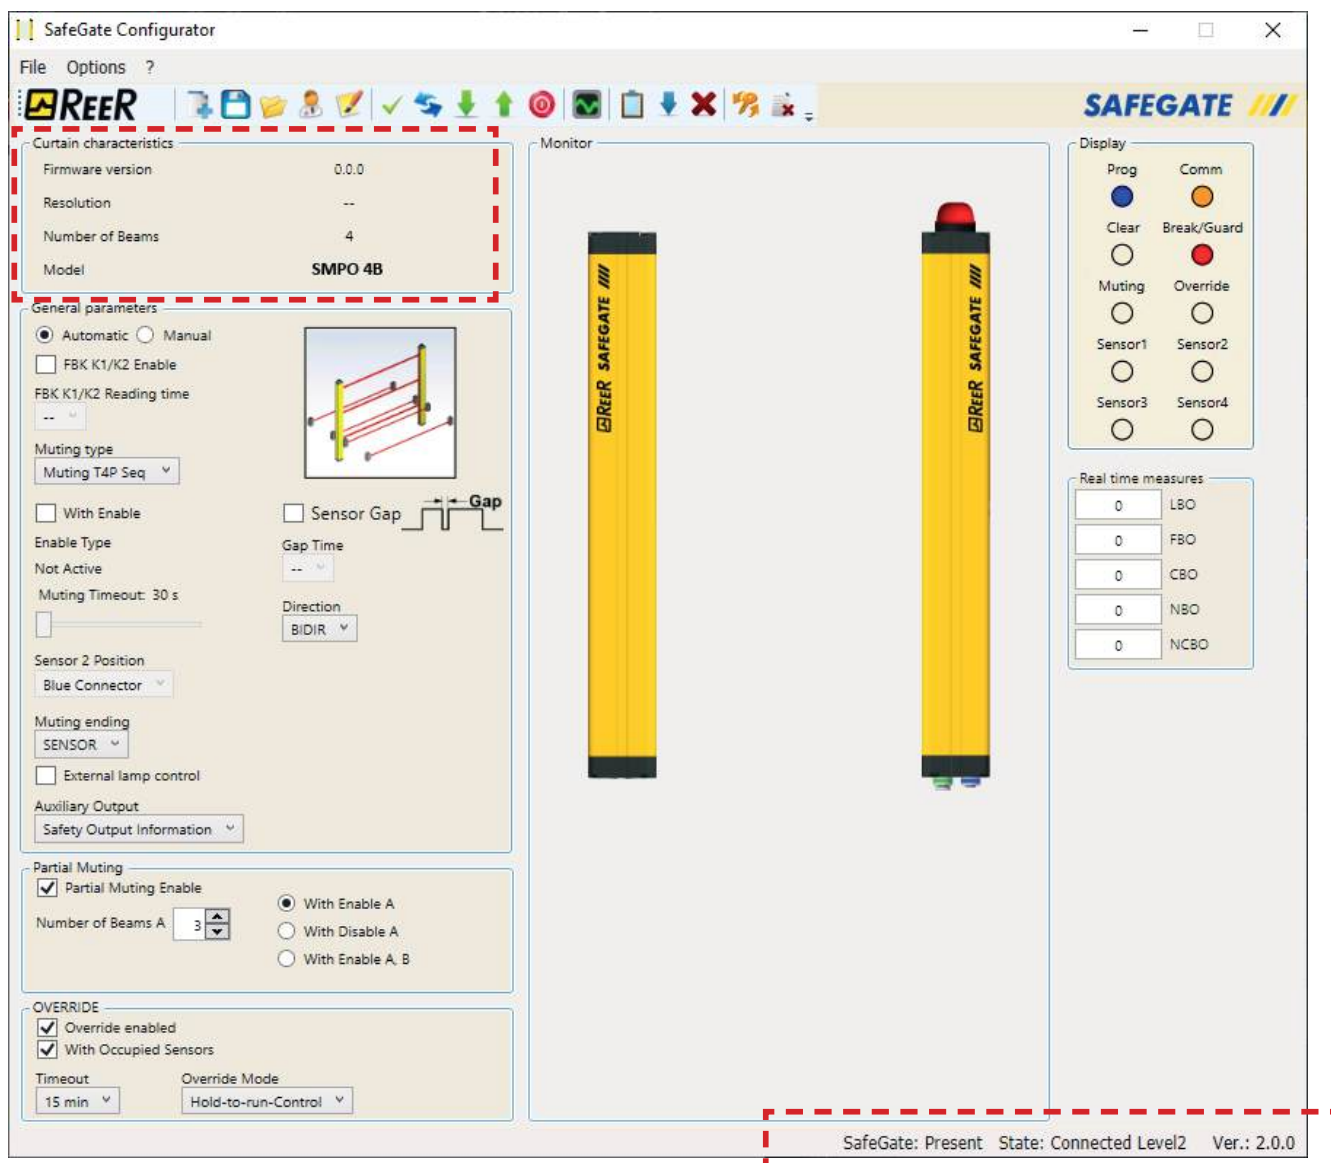 SafeGate Configurator
File Options ?
REER
SAFEGATE
Curtain characteristics
Firmware version 0.0.0
Resolution --
Number of Beams 4
Model SMPO 4B
General parameters
Automatic Manual
FBK K1/K2 Enable
FBK K1/K2 Reading time
--
Muting type
Muting T4P Seq
With Enable
Sensor Gap
Gap
Enable Type
Not Active
Gap Time
--
Muting Timeout: 30 s
Direction
BIDIR
Sensor 2 Position
Blue Connector
Muting ending
SENSOR
External lamp control
Auxiliary Output
Safety Output Information
Partial Muting
Partial Muting Enable
Number of Beams A 3
With Enable A
With Disable A
With Enable A, B
OVERRIDE
Override enabled
With Occupied Sensors
Timeout
15 min
Override Mode
Hold-to-run-Control
Monitor
REER SAFEGATE
REER SAFEGATE
Display
Prog Comm
Clear Break/Guard
Muting Override
Sensor1 Sensor2
Sensor3 Sensor4
Real time measures
0 LBO
0 FBO
0 CBO
0 NBO
0 NCBO
SafeGate: Present State: Connected Level2 Ver.: 2.0.0